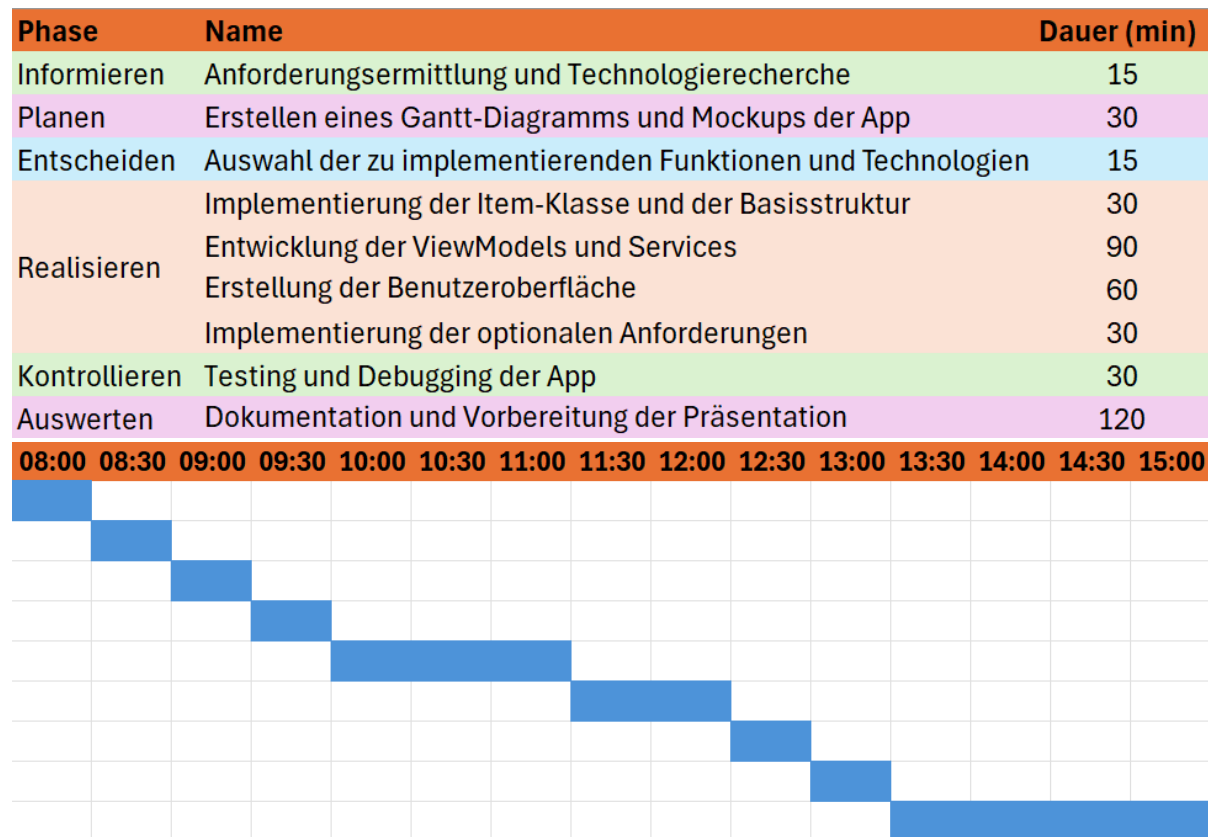 Phase Name Dauer (min)
Informieren Anforderungsermittlung und Technologierecherche 15
Planen Erstellen eines Gantt-Diagramms und Mockups der App 30
Entscheiden Auswahl der zu implementierenden Funktionen und Technologien 15
Implementierung der Item-Klasse und der Basisstruktur 30
Entwicklung der ViewModels und Services 90
Realisieren
Erstellung der Benutzeroberfläche 60
Implementierung der optionalen Anforderungen 30
Kontrollieren Testing und Debugging der App 30
Auswerten Dokumentation und Vorbereitung der Präsentation 120
08:00 08:30 09:00 09:30 10:00 10:30 11:00 11:30 12:00 12:30 13:00 13:30 14:00 14:30 15:00